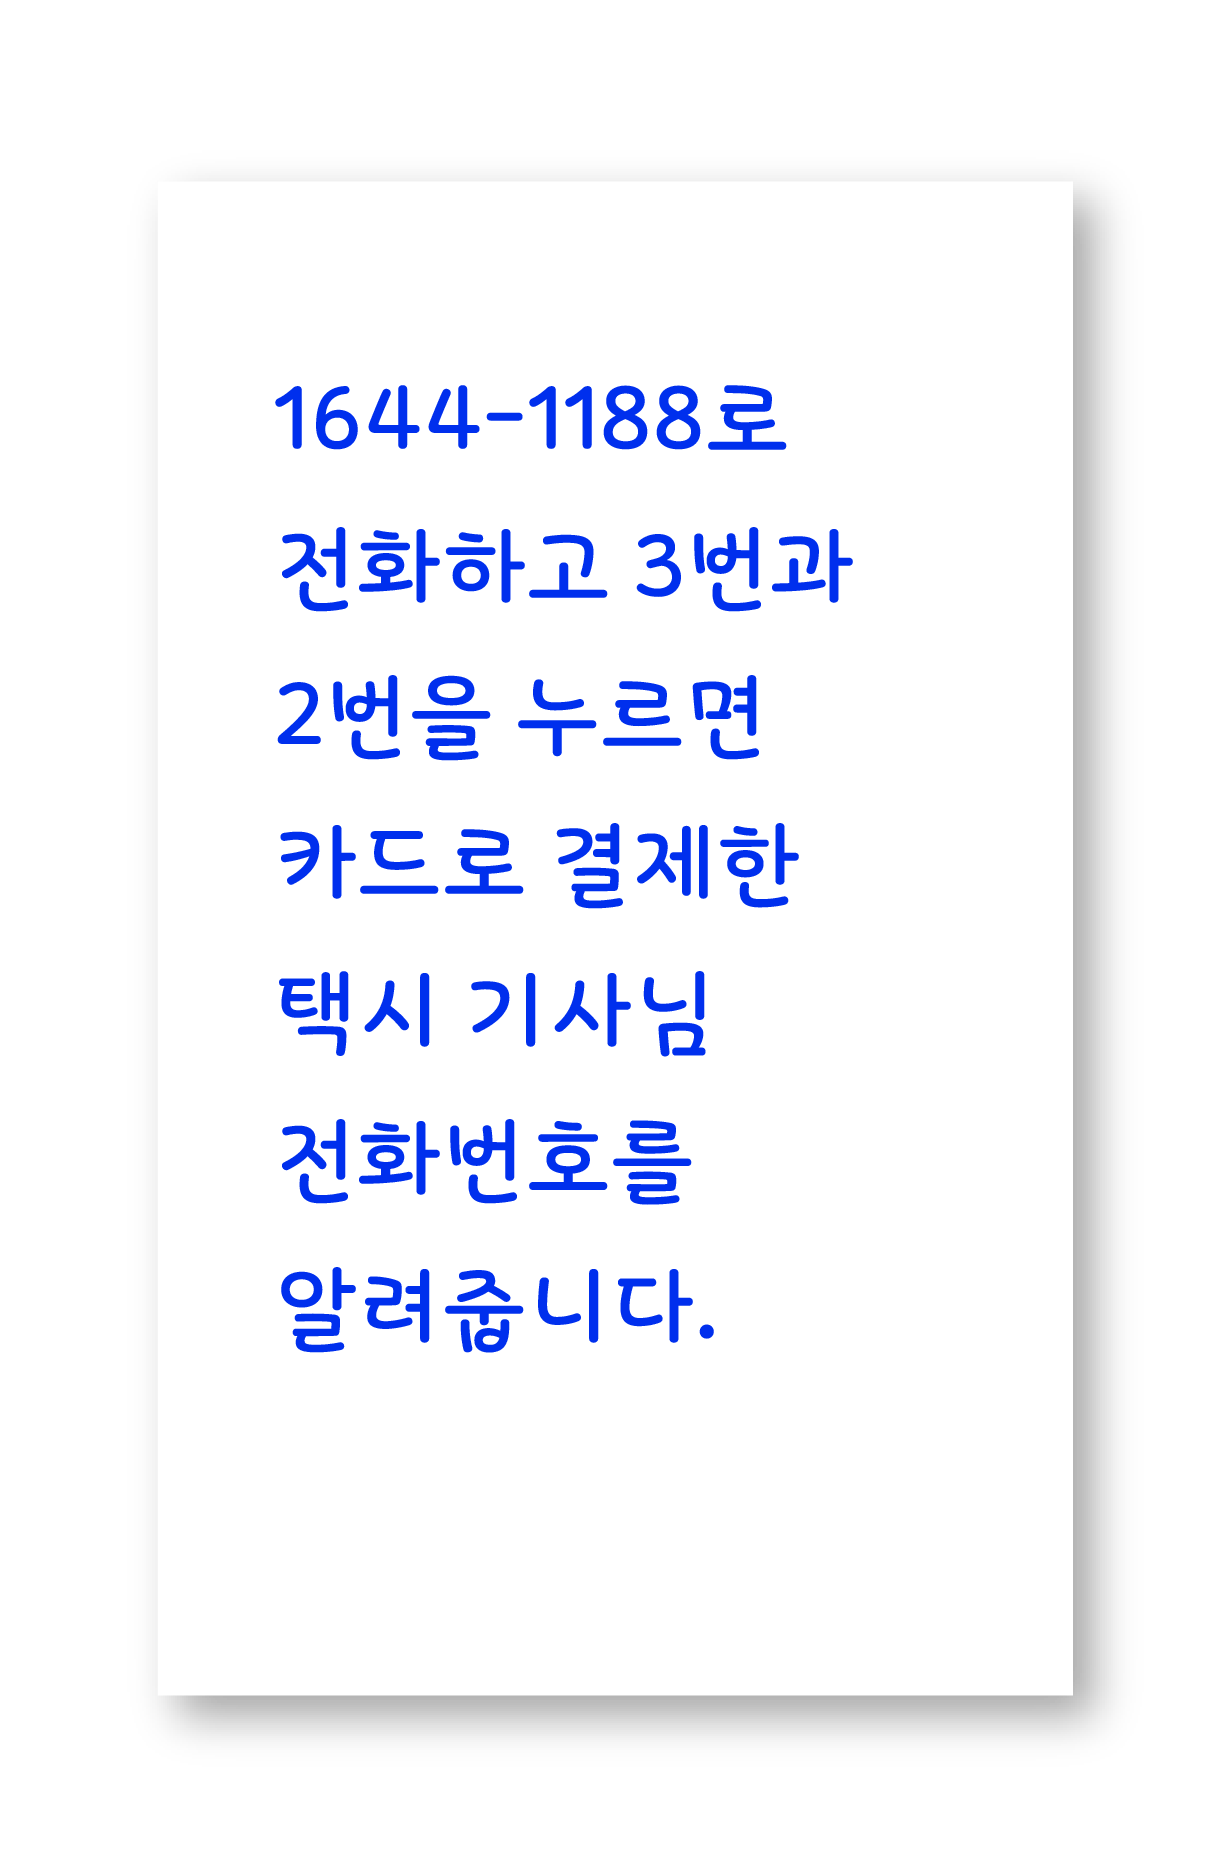 1644-1188로
전화하고 3번과
2번을 누르면
카드로 결제한
택시 기사님
전화번호를
알려줍니다.